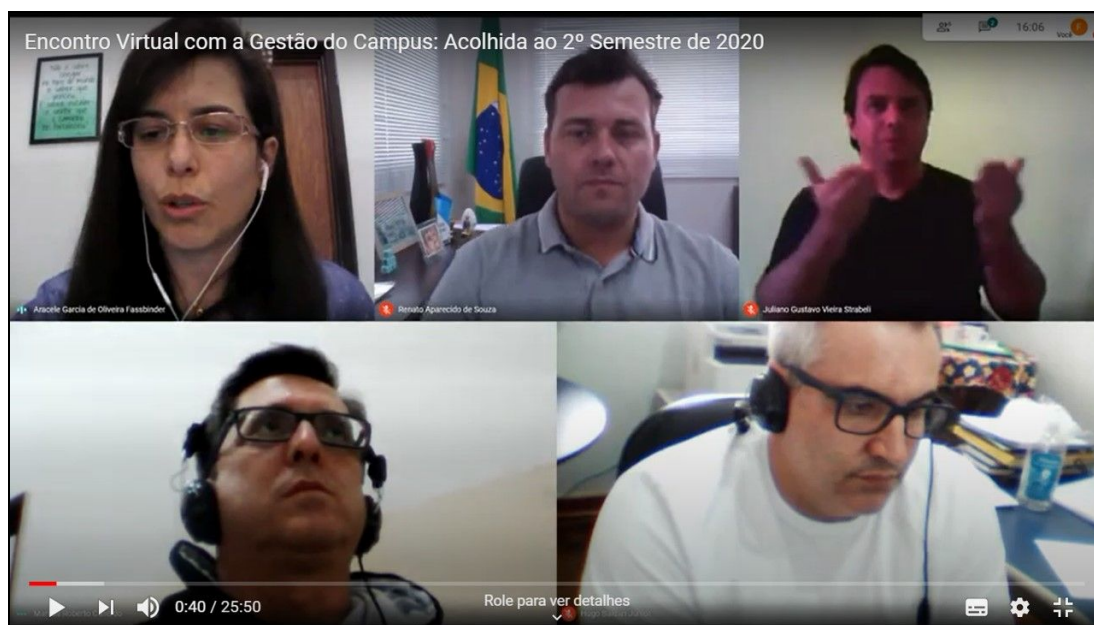 Encontro Virtual com a Gestão do Campus: Acolhida ao 2º Semestre de 2020
2
16:06
Você
Aracele Garcia de Oliveira Fassbinder
Renato Aparecido de Souza
Juliano Gustavo Vieira Strabeli
0:40 / 25:50
Role para ver detalhes